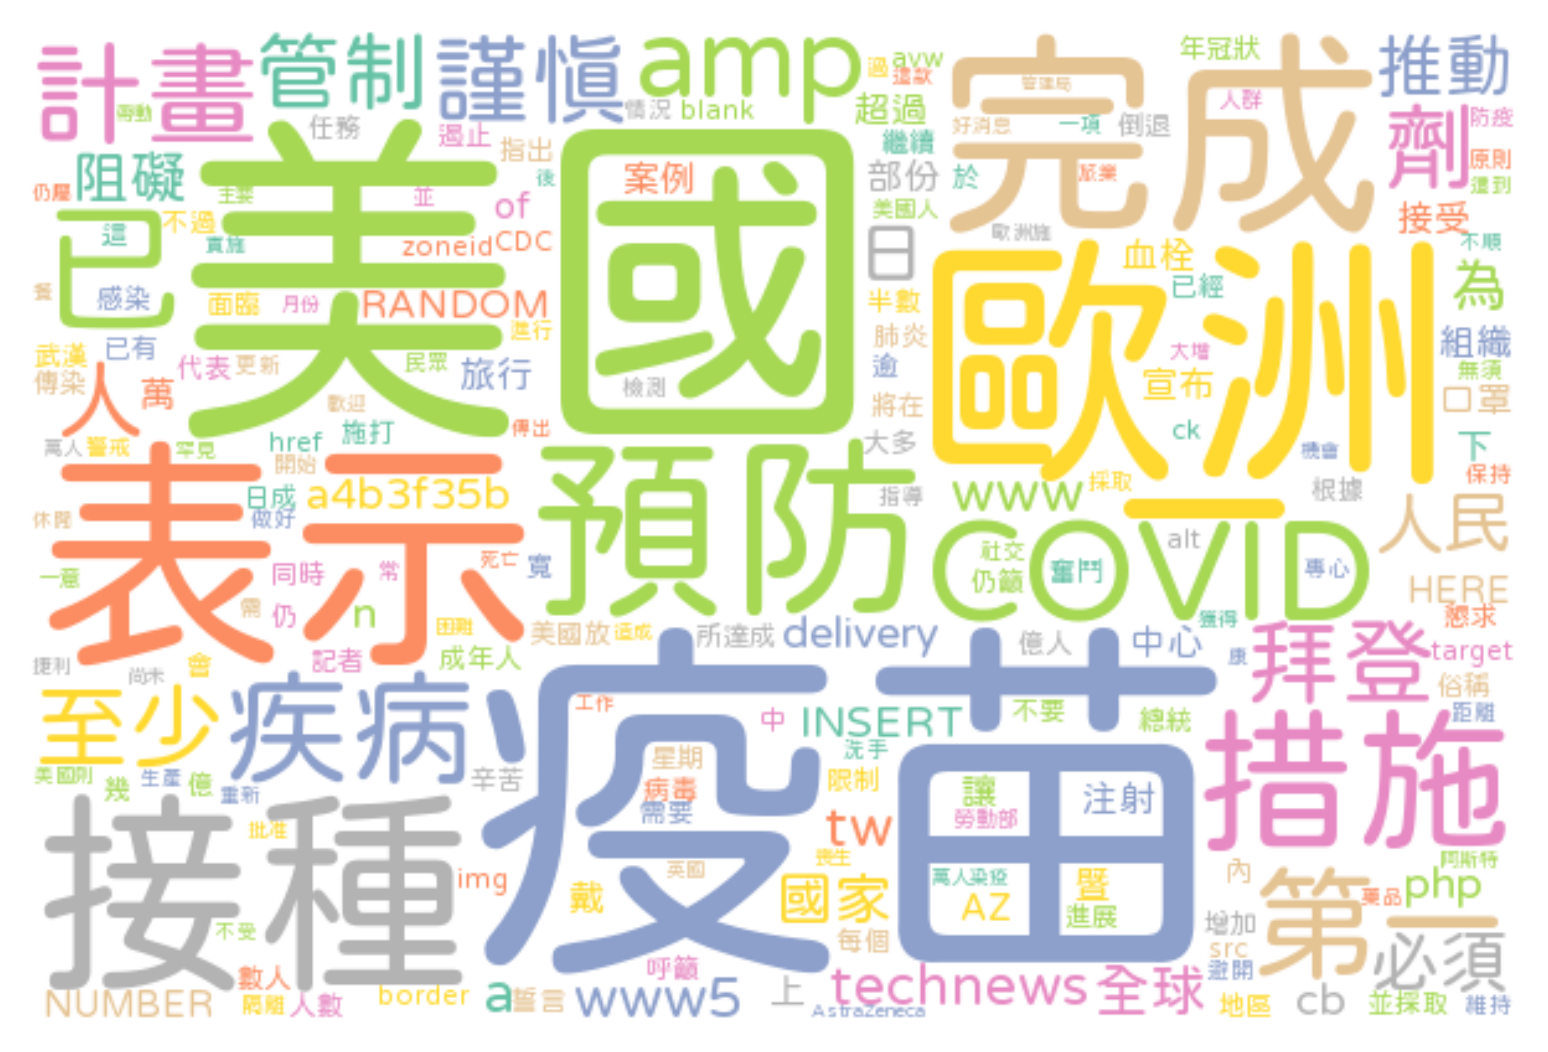 計畫
勞動
管制
謹慎
amp
過
avw
這款
完成
管理局
年冠狀
推動
任務
遏止
情況
blank
超過
好消息
一項
倒退
人群
劑
防疫
指出
繼續
阻礙
仍屬
主要
並
後
案例
部份
於
派業
原則
遭到
美國
已
這
不過
實施
of
zoneid
CDC
美國人
日
歐洲施
接受
不順
餐
感染
面臨
月份
RANDOM
進行
半數
歐洲
血栓
已經
為
武漢
已有
傳染
代表
更新
民眾
旅行
肺炎
逾
大增
宣布
組織
無須
人
萬
歡迎
檢測
將在
口罩
萬人
警戒
罕見
href
施打
傳出
大多
ck
機會
下
表示
開始
預防
指導
www
採取
一
根據
保持
日成
a4b3f35b
休閒
做好
COVID
alt
人民
一意
同時
常
死亡
寬
社交
仍籲
奮鬥
專心
HERE
需
仍
n
困難
美國放
造成
所達成
delivery
億人
中心
獲得
懇求
捷利
尚未
會
記者
成年人
康
拜登
target
至少
疾病
疫苗
工作
中
INSERT
不要
總統
俗稱
距離
美國則
幾
生產
億
重新
辛苦
星期
病毒
需要
洗手
限制
讓
勞動部
注射
措施
接種
批准
tw
喪生
img
英國
戴
國家
萬人染疫
AZ
暨
進展
內
阿斯特
第一
藥品
php
不受
每個
增加
src
必須
數人
呼籲
避開
NUMBER
隔離
人數
border
a
誓言
www5
上
technews
AstraZeneca
全球
地區
cb
並採取
維持